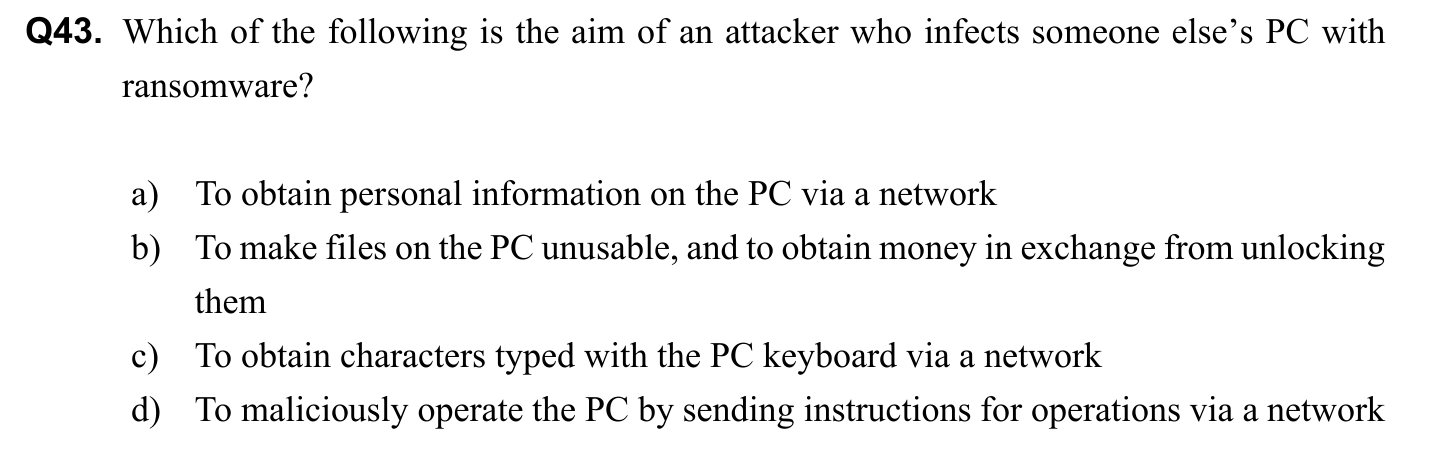 Q43. Which of the following is the aim of an attacker who infects someone else’s PC with
ransomware?
a) To obtain personal information on the PC via a network
b) To make files on the PC unusable, and to obtain money in exchange from unlocking
them
c) To obtain characters typed with the PC keyboard via a network
d) To maliciously operate the PC by sending instructions for operations via a network